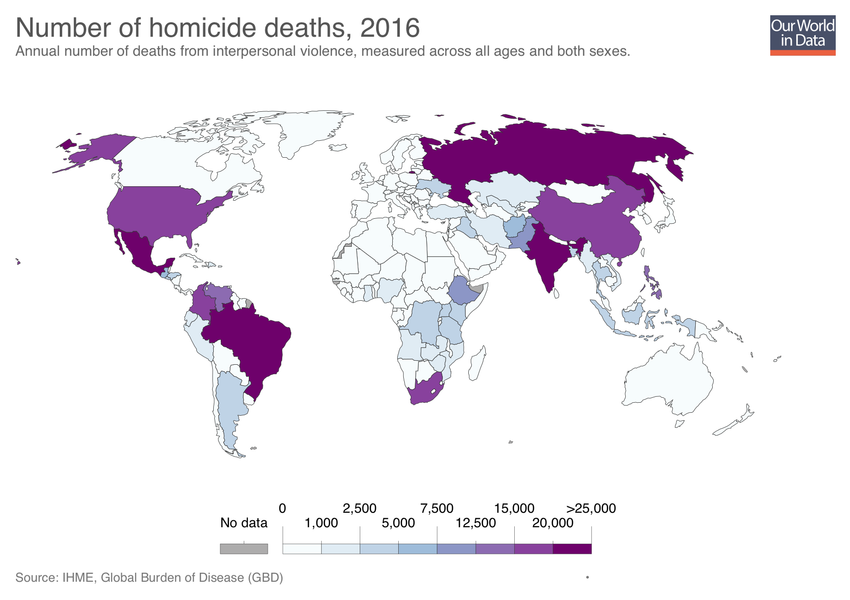 Number of homicide deaths, 2016
Annual number of deaths from interpersonal violence, measured across all ages and both sexes.
Our World
in Data
0 2,500 7,500 15,000 >25,000
No data 1,000 5,000 12,500 20,000
Source: IHME, Global Burden of Disease (GBD)